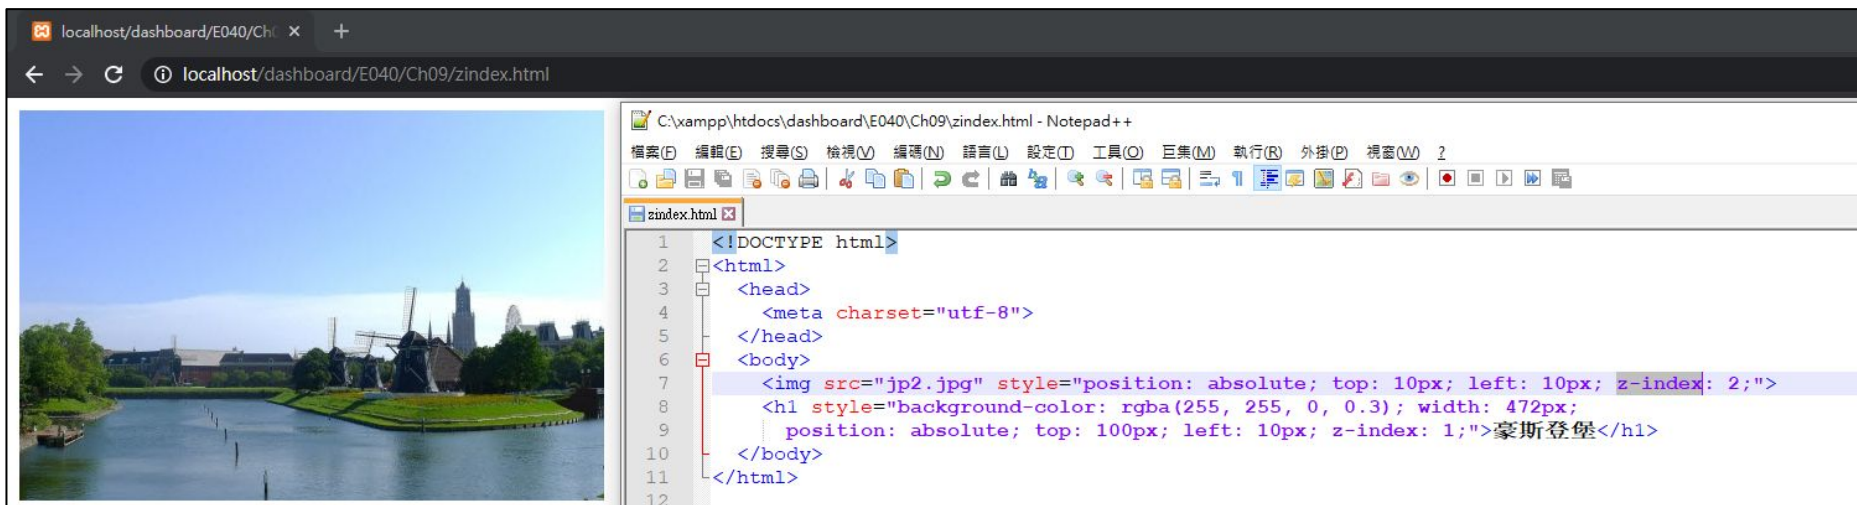 localhost/dashboard/E040/Ch
localhost/dashboard/E040/Ch09/zindex.html
C:\xampp\htdocs\dashboard\E040\Ch09\zindex.html - Notepad++
檔案(F) 編輯(E) 搜尋(S) 檢視(V) 編碼(N) 語言(L) 設定(T) 工具(O) 巨集(M) 執行(R) 外掛(P) 視窗(W) ?
zindex.html
1 <!DOCTYPE html>
2 <html>
3 <head>
4 <meta charset="utf-8">
5 </head>
6 <body>
7 <img src="jp2.jpg" style="position: absolute; top: 10px; left: 10px; z-index: 2;">
8 <h1 style="background-color: rgba(255, 255, 0, 0.3); width: 472px;
9 position: absolute; top: 100px; left: 10px; z-index: 1;">豪斯登堡</h1>
10 </body>
11 </html>
12